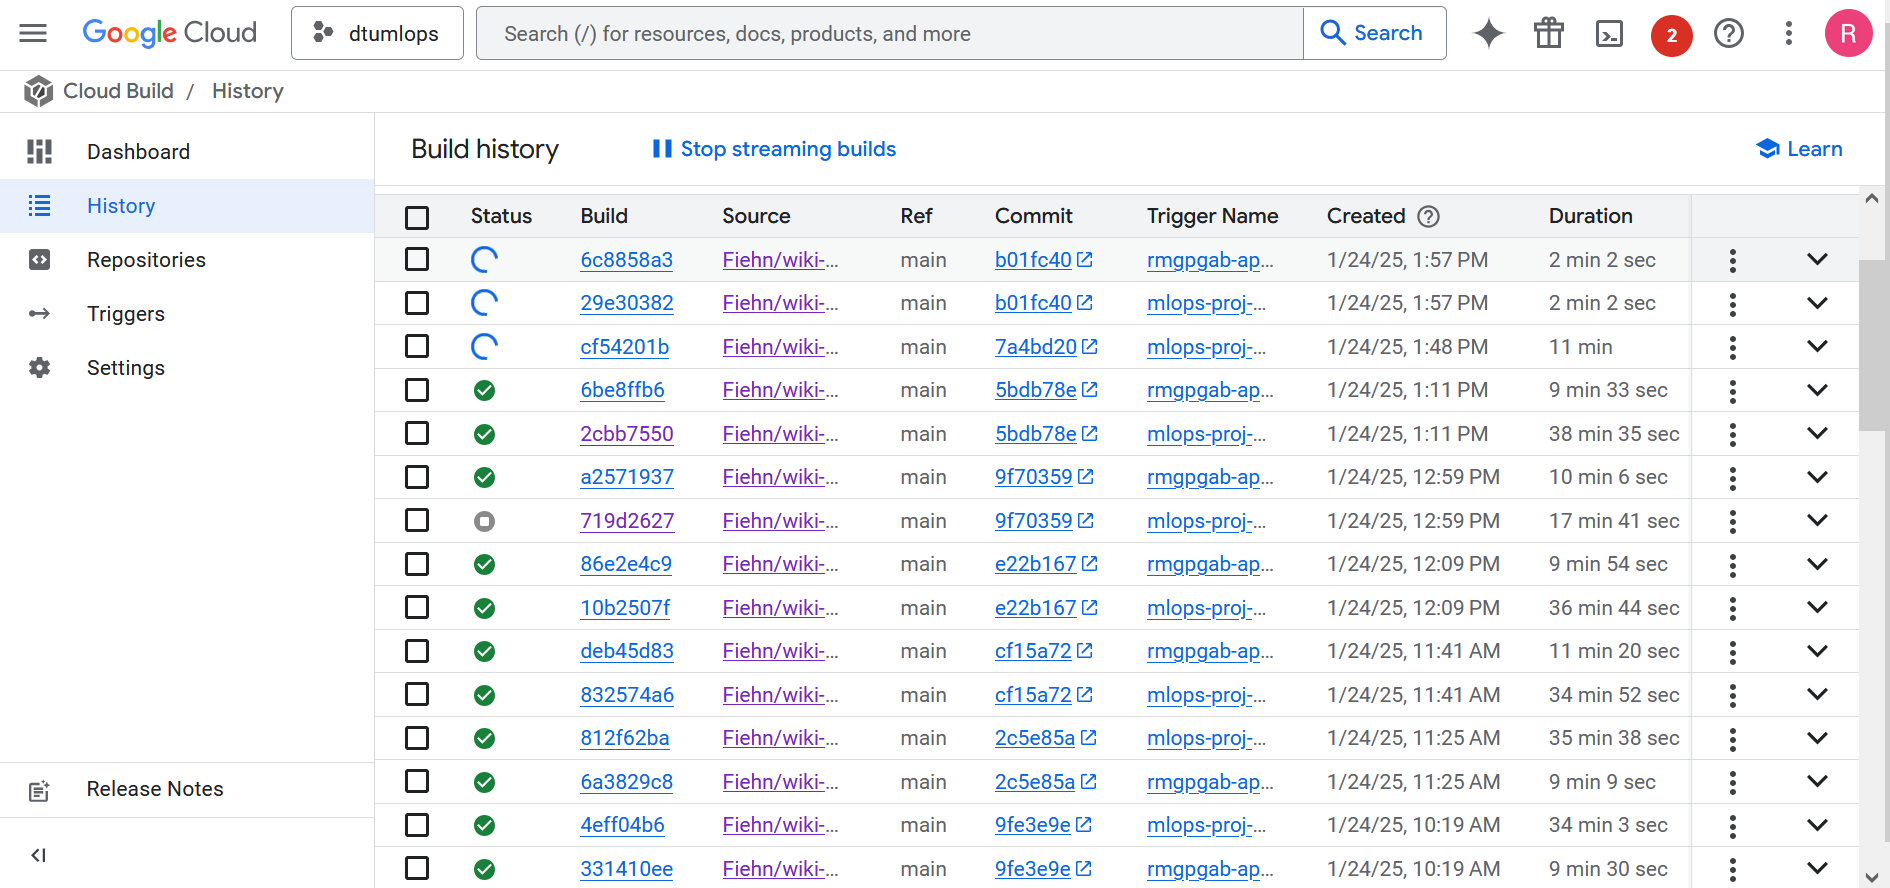 Google Cloud dtumlops Search (/) for resources, docs, products, and more Search 2 R
Cloud Build / History
Dashboard
History
Repositories
Triggers
Settings
Release Notes
Build history Stop streaming builds Learn
Status Build Source Ref Commit Trigger Name Created Duration
6c8858a3 Fiehn/wiki-... main b01fc40 rmgpgab-ap... 1/24/25, 1:57 PM 2 min 2 sec
29e30382 Fiehn/wiki-... main b01fc40 mlops-proj-... 1/24/25, 1:57 PM 2 min 2 sec
cf54201b Fiehn/wiki-... main 7a4bd20 mlops-proj-... 1/24/25, 1:48 PM 11 min
6be8ffb6 Fiehn/wiki-... main 5bdb78e rmgpgab-ap... 1/24/25, 1:11 PM 9 min 33 sec
2cbb7550 Fiehn/wiki-... main 5bdb78e mlops-proj-... 1/24/25, 1:11 PM 38 min 35 sec
a2571937 Fiehn/wiki-... main 9f70359 rmgpgab-ap... 1/24/25, 12:59 PM 10 min 6 sec
719d2627 Fiehn/wiki-... main 9f70359 mlops-proj-... 1/24/25, 12:59 PM 17 min 41 sec
86e2e4c9 Fiehn/wiki-... main e22b167 rmgpgab-ap... 1/24/25, 12:09 PM 9 min 54 sec
10b2507f Fiehn/wiki-... main e22b167 mlops-proj-... 1/24/25, 12:09 PM 36 min 44 sec
deb45d83 Fiehn/wiki-... main cf15a72 rmgpgab-ap... 1/24/25, 11:41 AM 11 min 20 sec
832574a6 Fiehn/wiki-... main cf15a72 mlops-proj-... 1/24/25, 11:41 AM 34 min 52 sec
812f62ba Fiehn/wiki-... main 2c5e85a mlops-proj-... 1/24/25, 11:25 AM 35 min 38 sec
6a3829c8 Fiehn/wiki-... main 2c5e85a rmgpgab-ap... 1/24/25, 11:25 AM 9 min 9 sec
4eff04b6 Fiehn/wiki-... main 9fe3e9e mlops-proj-... 1/24/25, 10:19 AM 34 min 3 sec
331410ee Fiehn/wiki-... main 9fe3e9e rmgpgab-ap... 1/24/25, 10:19 AM 9 min 30 sec